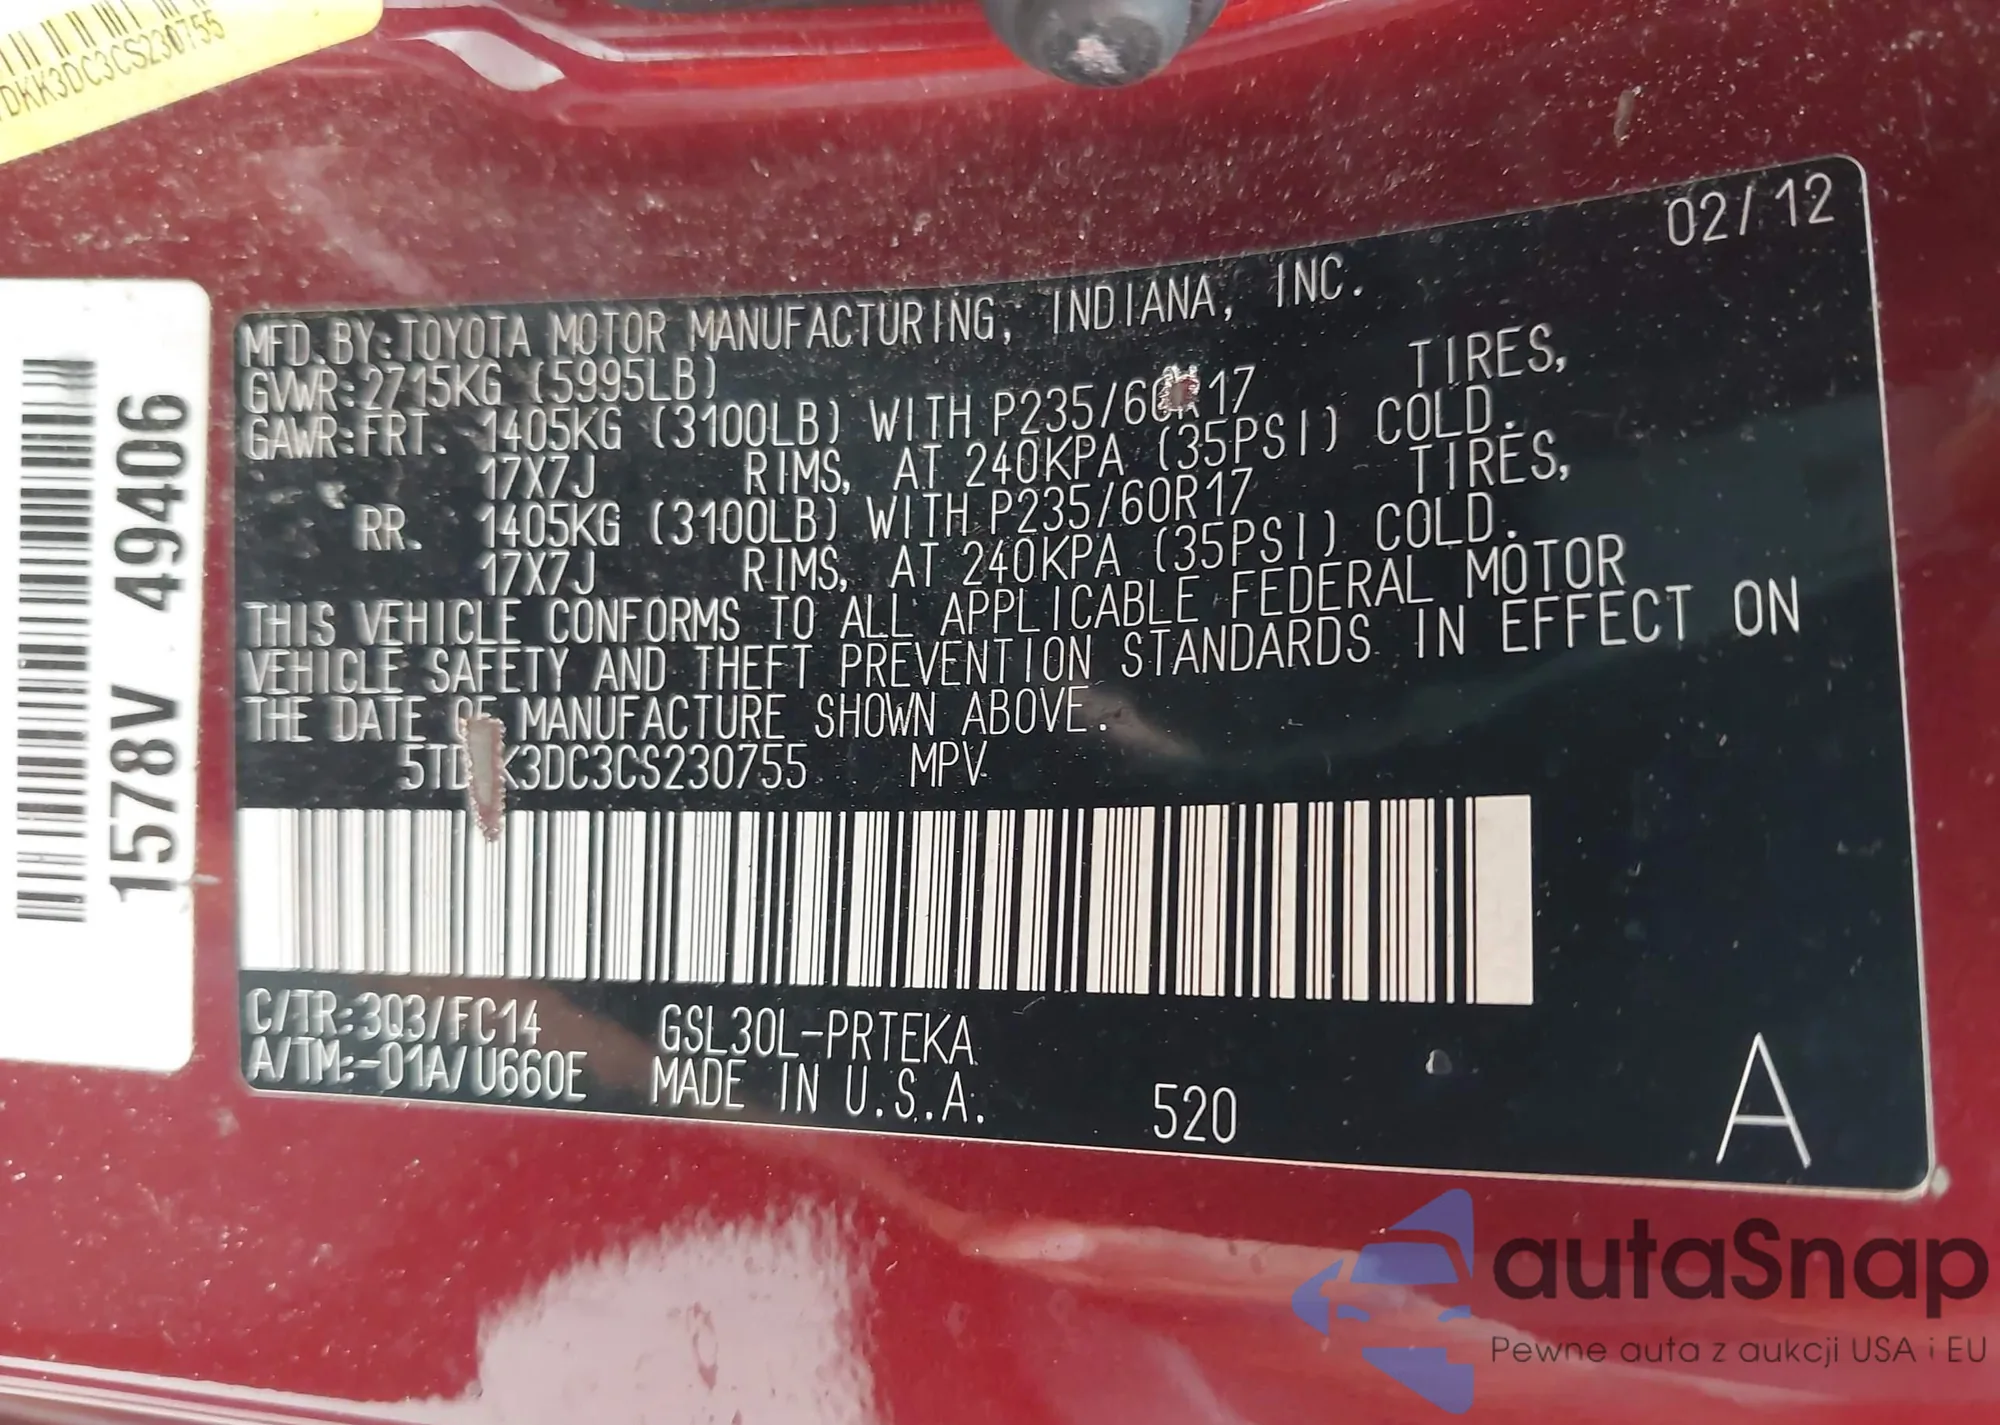 DKK3DC3CS230755
1578V 49406
02/12
MFD.BY:TOYOTA MOTOR MANUFACTURING, INDIANA, INC.
GVWR:2715KG (5995LB)
GAWR:FRT. 1405KG (3100LB) WITH P235/60R17 TIRES,
17X7J RIMS, AT 240KPA (35PSI) COLD.
RR. 1405KG (3100LB) WITH P235/60R17 TIRES,
17X7J RIMS, AT 240KPA (35PSI) COLD.
THIS VEHICLE CONFORMS TO ALL APPLICABLE FEDERAL MOTOR
VEHICLE SAFETY AND THEFT PREVENTION STANDARDS IN EFFECT ON
THE DATE OF MANUFACTURE SHOWN ABOVE.
5TDKK3DC3CS230755 MPV
C/TR:3Q3/FC14 GSL30L-PRTEKA
A/TM:-01A/U660E MADE IN U.S.A.
520
A
autaSnap
Pewne auta z aukcji USA i EU